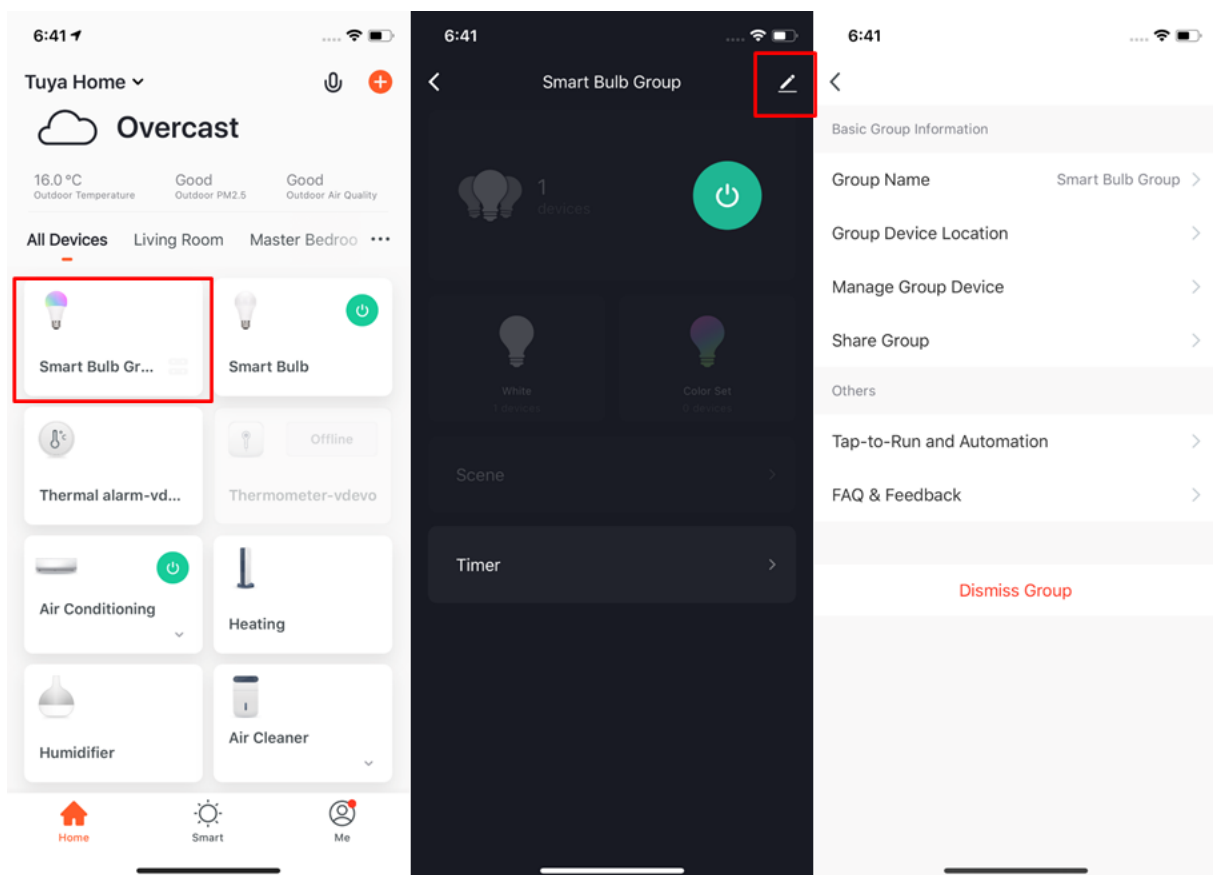 6:41
Tuya Home
Overcast
16.0 °C Good Good
Outdoor Temperature Outdoor PM2.5 Outdoor Air Quality
All Devices Living Room Master Bedroo
Smart Bulb Gr... Smart Bulb
Offline
Thermal alarm-vd... Thermometer-vdevo
Air Conditioning
Heating
Humidifier
Air Cleaner
Home Smart Me
6:41
Smart Bulb Group
1
devices
White Color Set
1 devices 0 devices
Scene
Timer
6:41
Basic Group Information
Group Name Smart Bulb Group
Group Device Location
Manage Group Device
Share Group
Others
Tap-to-Run and Automation
FAQ & Feedback
Dismiss Group